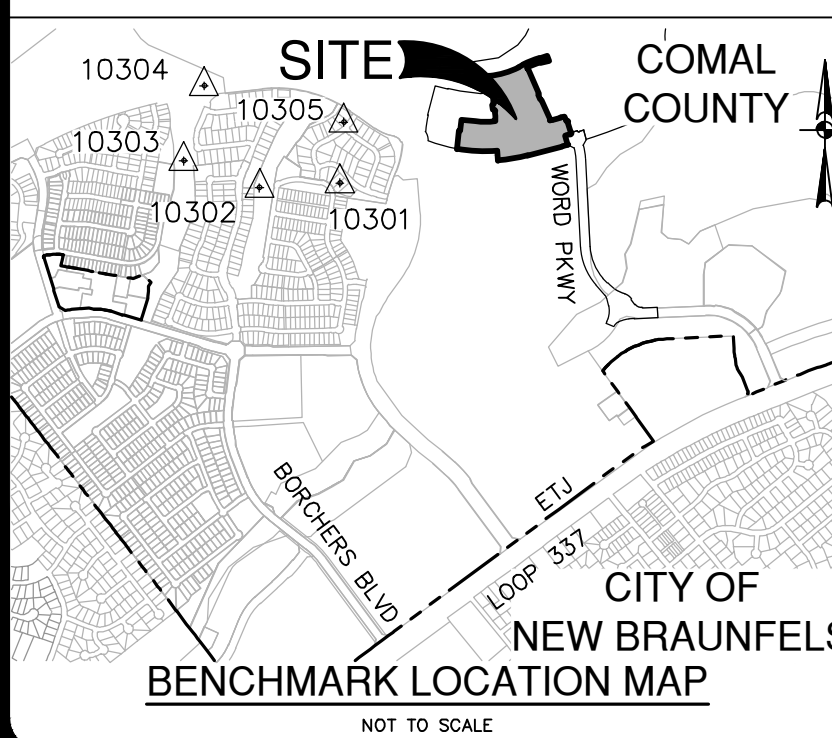 SITE
COMAL
COUNTY
10304
10305
10303
10302
10301
WORD PKWY
BORCHERS BLVD
ETJ
LOOP 337
CITY OF
NEW BRAUNFELS
BENCHMARK LOCATION MAP
NOT TO SCALE